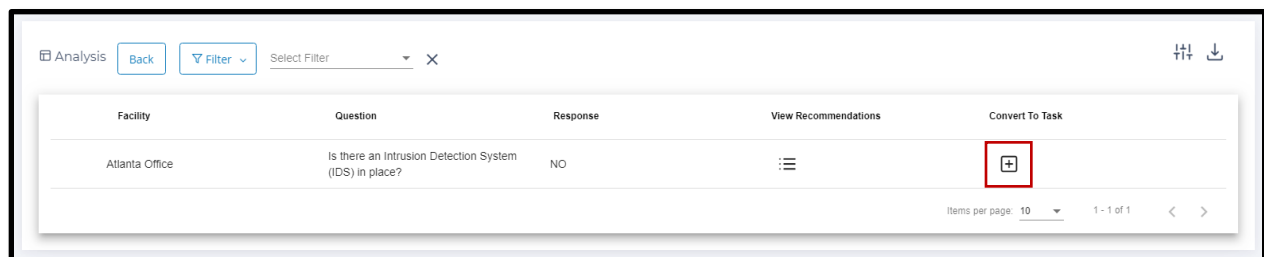 Analysis Back Filter Select Filter
Facility Question Response View Recommendations Convert To Task
Atlanta Office Is there an Intrusion Detection System NO
(IDS) in place?
Items per page: 10 1 - 1 of 1